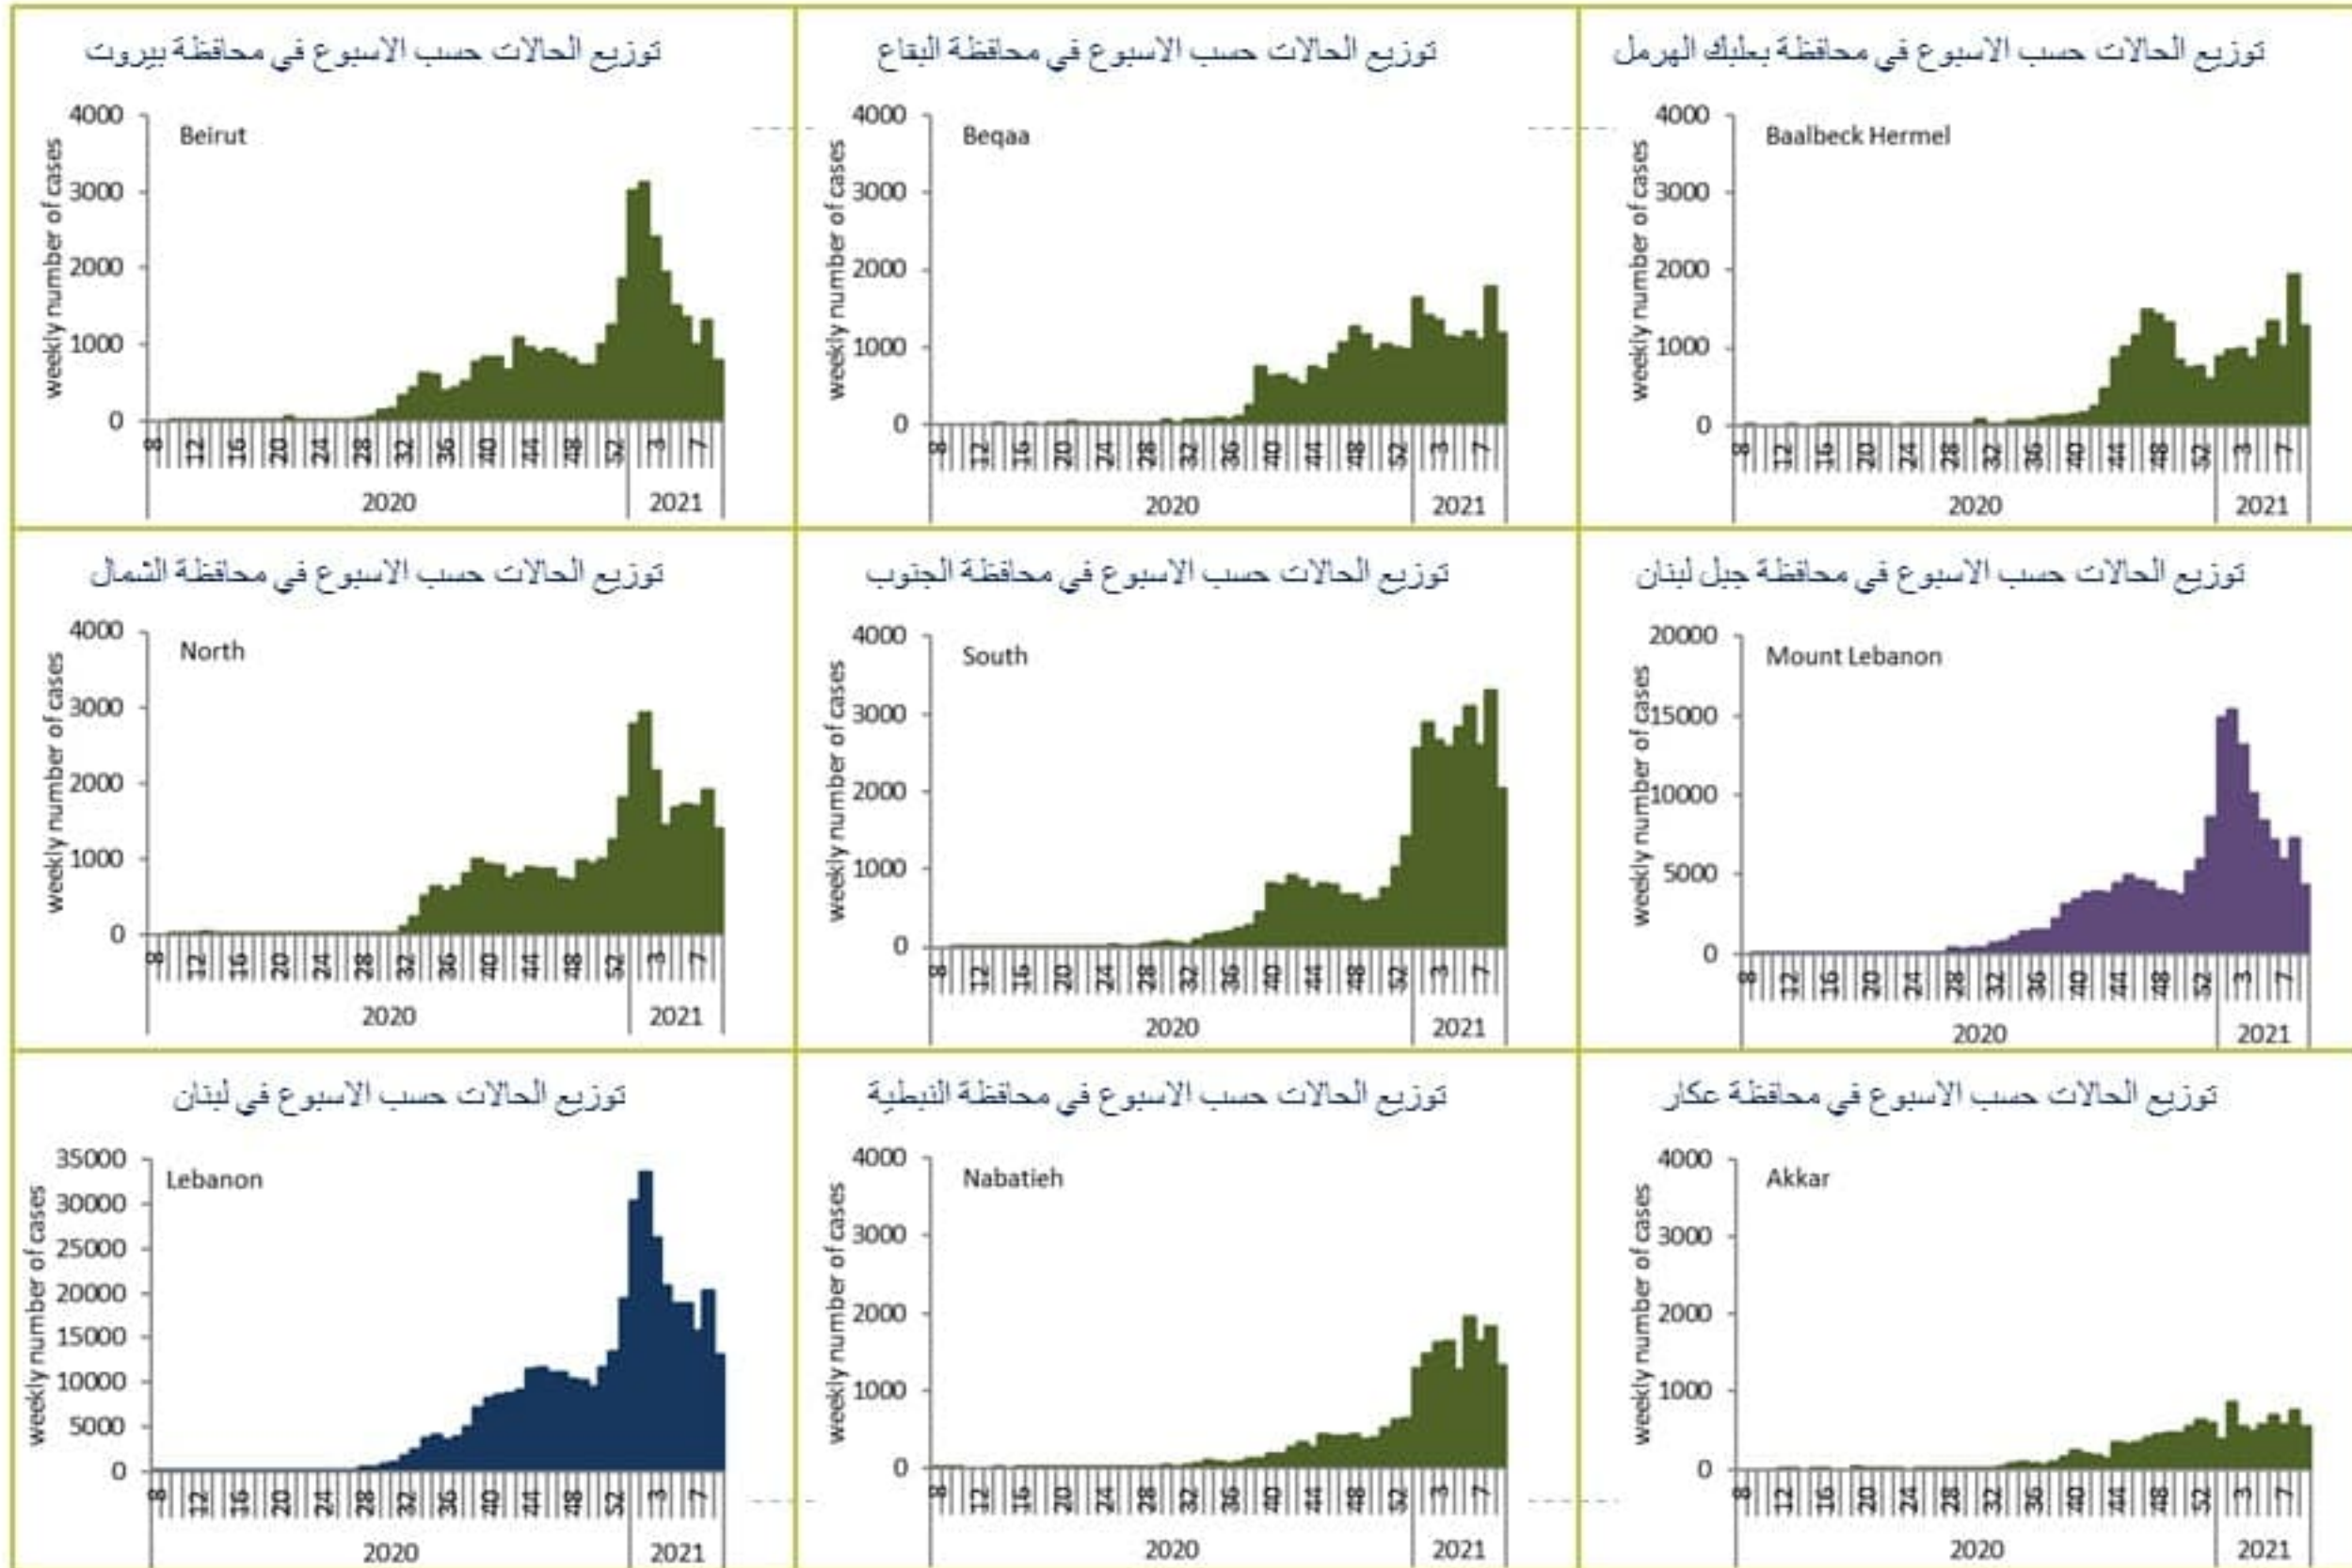 توزيع الحالات حسب الاسبوع في محافظة بيروت
Beirut
weekly number of cases
4000
3000
2000
1000
0
8 12 16 20 24 28 32 36 40 44 48 52 3 7
2020 2021
توزيع الحالات حسب الاسبوع في محافظة البقاع
Beqaa
weekly number of cases
4000
3000
2000
1000
0
8 12 16 20 24 28 32 36 40 44 48 52 3 7
2020 2021
توزيع الحالات حسب الاسبوع في محافظة بعلبك الهرمل
Baalbeck Hermel
weekly number of cases
4000
3000
2000
1000
0
8 12 16 20 24 28 32 36 40 44 48 52 3 7
2020 2021
توزيع الحالات حسب الاسبوع في محافظة الشمال
North
weekly number of cases
4000
3000
2000
1000
0
8 12 16 20 24 28 32 36 40 44 48 52 3 7
2020 2021
توزيع الحالات حسب الاسبوع في محافظة الجنوب
South
weekly number of cases
4000
3000
2000
1000
0
8 12 16 20 24 28 32 36 40 44 48 52 3 7
2020 2021
توزيع الحالات حسب الاسبوع في محافظة جبل لبنان
Mount Lebanon
weekly number of cases
20000
15000
10000
5000
0
8 12 16 20 24 28 32 36 40 44 48 52 3 7
2020 2021
توزيع الحالات حسب الاسبوع في لبنان
Lebanon
weekly number of cases
35000
30000
25000
20000
15000
10000
5000
0
8 12 16 20 24 28 32 36 40 44 48 52 3 7
2020 2021
توزيع الحالات حسب الاسبوع في محافظة النبطية
Nabatieh
weekly number of cases
4000
3000
2000
1000
0
8 12 16 20 24 28 32 36 40 44 48 52 3 7
2020 2021
توزيع الحالات حسب الاسبوع في محافظة عكار
Akkar
weekly number of cases
4000
3000
2000
1000
0
8 12 16 20 24 28 32 36 40 44 48 52 3 7
2020 2021